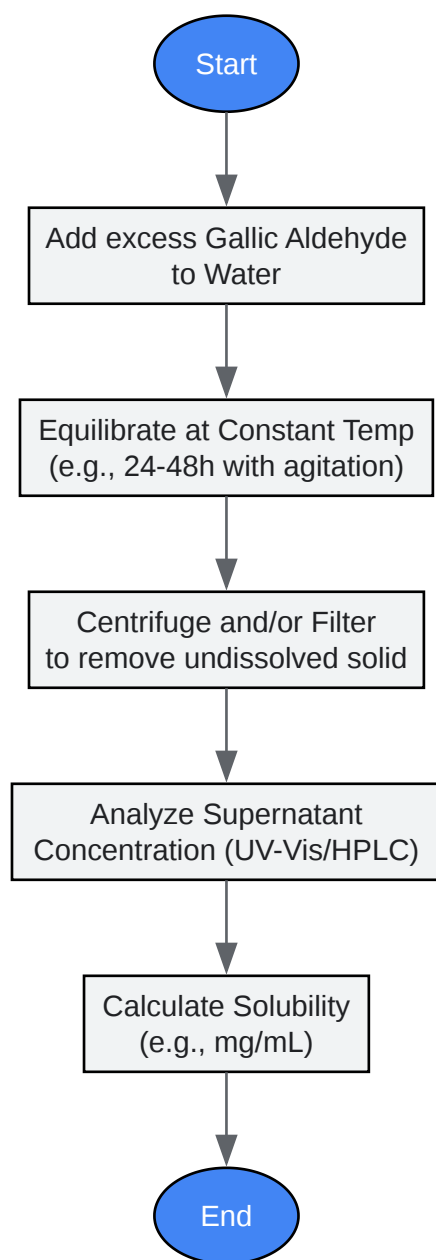 Start
Add excess Gallic Aldehyde
to Water
Equilibrate at Constant Temp
(e.g., 24-48h with agitation)
Centrifuge and/or Filter
to remove undissolved solid
Analyze Supernatant
Concentration (UV-Vis/HPLC)
Calculate Solubility
(e.g., mg/mL)
End